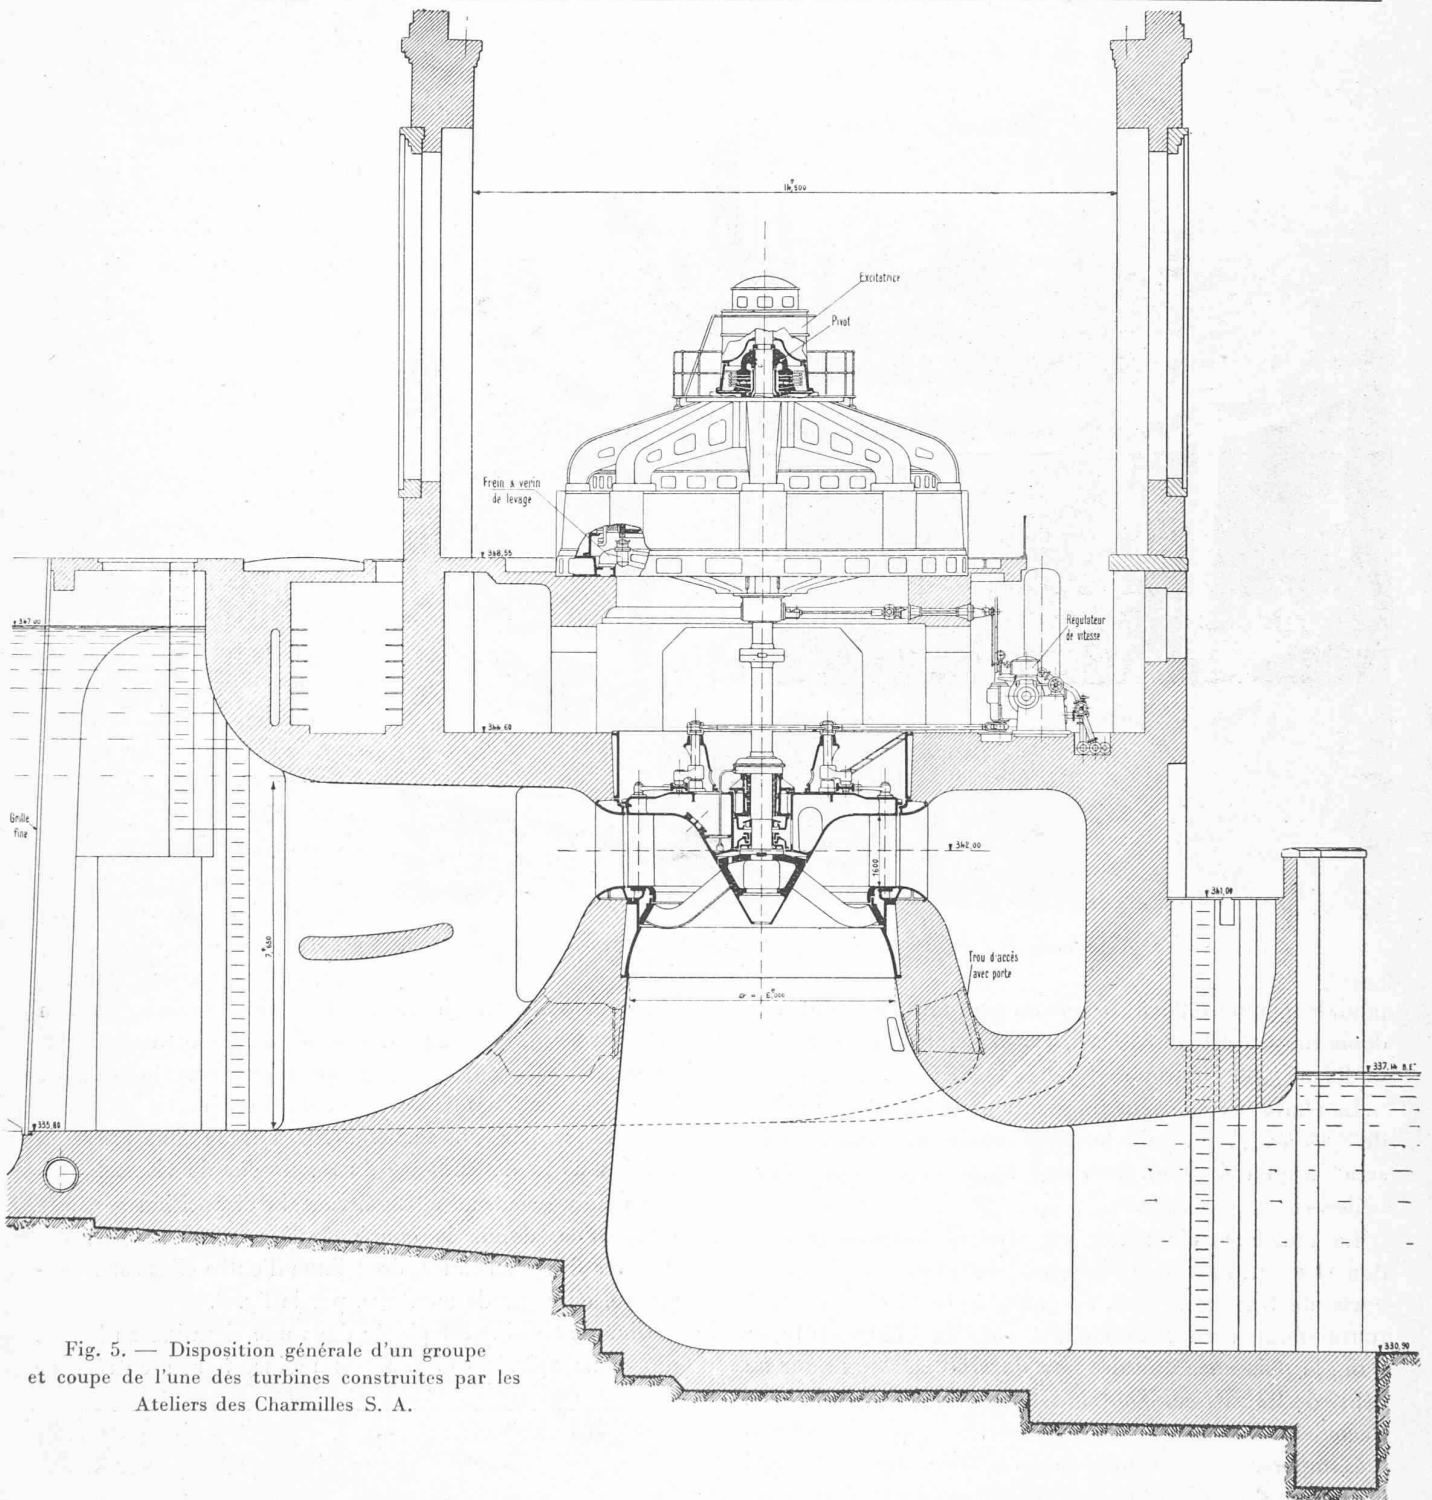 14,500
Excitatrice
Pivot
Frein à verin
de levage
348,55
347,00
Régulateur
de vitesse
344,60
Grille
fine
342,00
1600
341,00
7,650
Trou d'accès
avec porte
337,14 B.E.
335,80
330,90
Fig. 5. — Disposition générale d'un groupe
et coupe de l'une des turbines construites par les
Ateliers des Charmilles S. A.